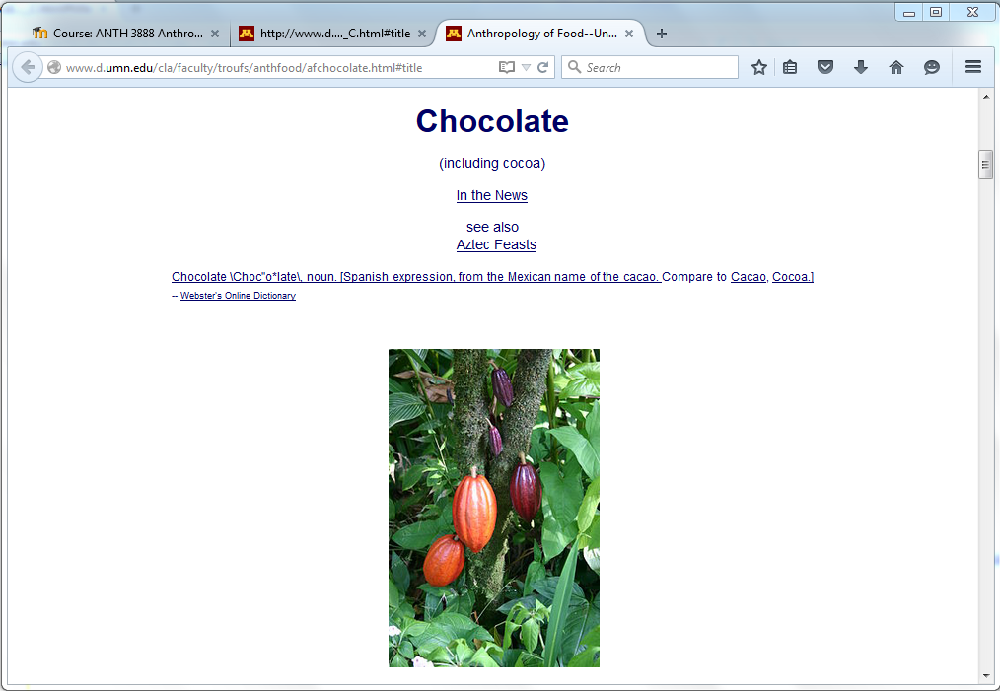 Course: ANTH 3888 Anthro...
http://www.d...._C.html#title
Anthropology of Food--Un...
www.d.umn.edu/cla/faculty/troufs/anthfood/afchocolate.html#title
Search
Chocolate
(including cocoa)
In the News
see also
Aztec Feasts
Chocolate \Choc"o*late\, noun. [Spanish expression, from the Mexican name of the cacao. Compare to Cacao, Cocoa.]
-- Webster's Online Dictionary